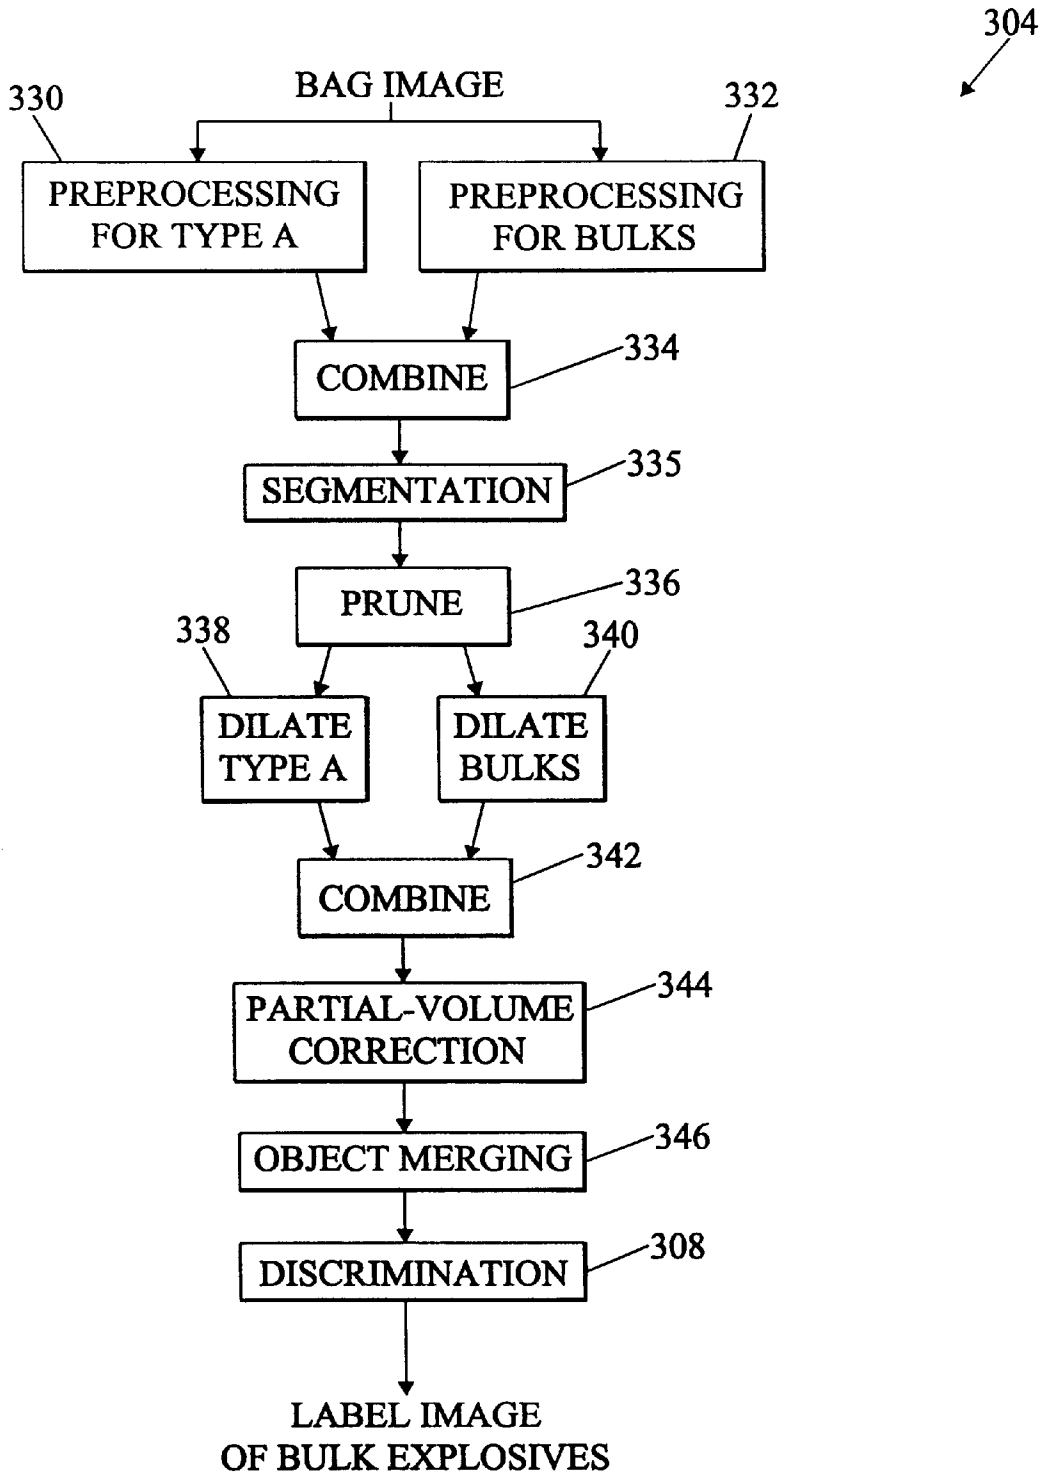 304
BAG IMAGE
330
332
PREPROCESSING
FOR TYPE A
PREPROCESSING
FOR BULKS
COMBINE
334
SEGMENTATION
335
PRUNE
336
338
340
DILATE
TYPE A
DILATE
BULKS
COMBINE
342
PARTIAL-VOLUME
CORRECTION
344
OBJECT MERGING
346
DISCRIMINATION
308
LABEL IMAGE
OF BULK EXPLOSIVES